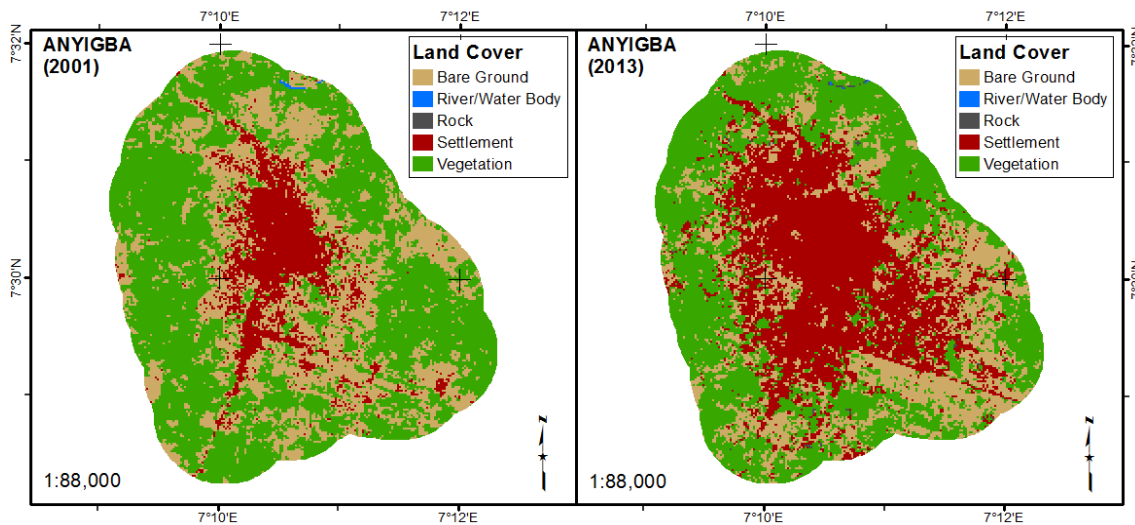 7°10'E 7°12'E 7°10'E 7°12'E
7°32'N
ANYIGBA
(2001)
Land Cover
Bare Ground
River/Water Body
Rock
Settlement
Vegetation
7°30'N
1:88,000
N
ANYIGBA
(2013)
Land Cover
Bare Ground
River/Water Body
Rock
Settlement
Vegetation
1:88,000
N
7°10'E 7°12'E 7°10'E 7°12'E